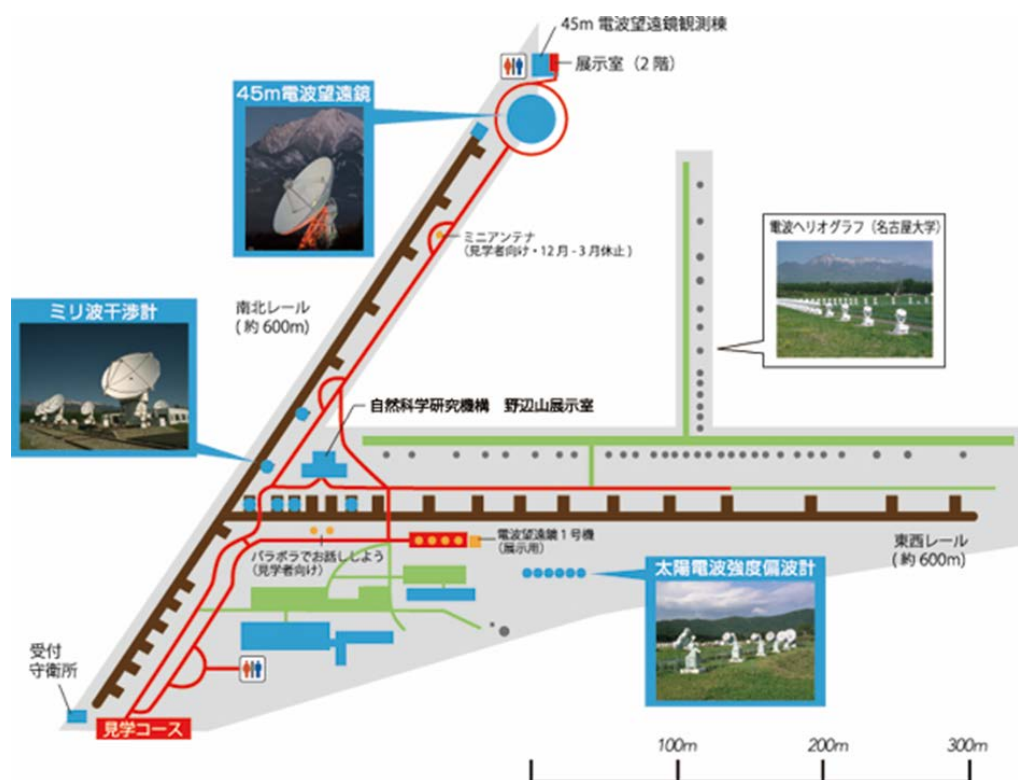 45m 電波望遠鏡観測棟
展示室（2 階）
45m電波望遠鏡
電波ヘリオグラフ（名古屋大学）
ミニアンテナ
（見学者向け・12 月 - 3 月休止 ）
南北レール
( 約 600m)
ミリ波干渉計
自然科学研究機構　野辺山展示室
電波望遠鏡 1 号機
（展示用）
パラボラでお話ししよう
（見学者向け）
東西レール
( 約 600m)
太陽電波強度偏波計
受付
守衛所
見学コース
100m
200m
300m